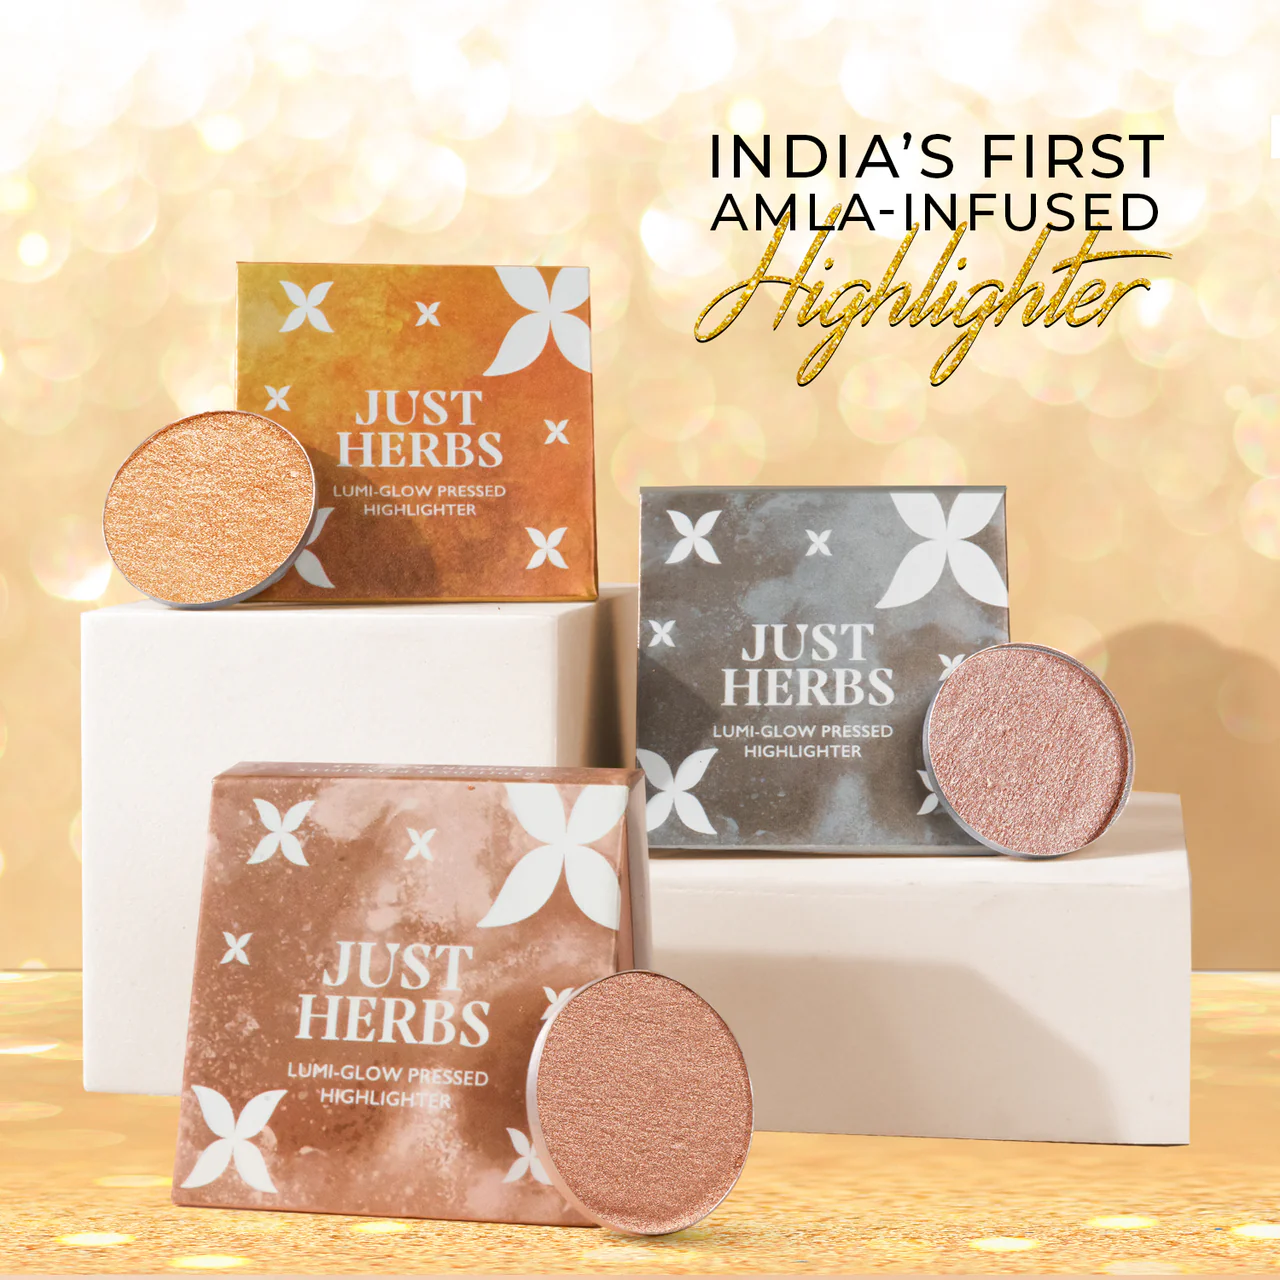 INDIA'S FIRST
AMLA-INFUSED
Highlighter
JUST
HERBS
LUMI-GLOW PRESSED
HIGHLIGHTER
JUST
HERBS
LUMI-GLOW PRESSED
HIGHLIGHTER
JUST
HERBS
LUMI-GLOW PRESSED
HIGHLIGHTER